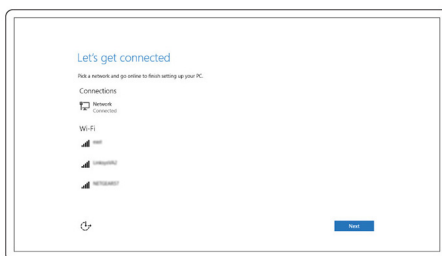 Let's get connected
Pick a network and go online to finish setting up your PC.
Connections
Network
Connected
Wi-Fi
Next